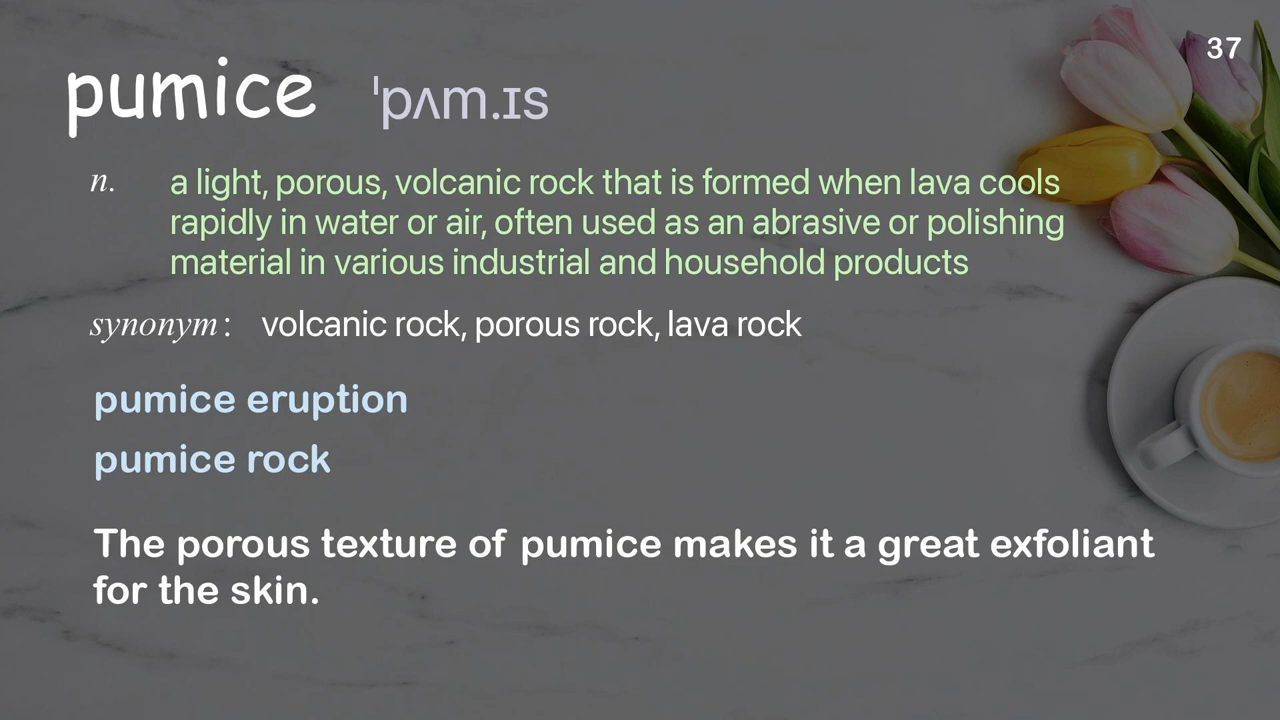 37
pumice ˈpʌm.ɪs
n. a light, porous, volcanic rock that is formed when lava cools
rapidly in water or air, often used as an abrasive or polishing
material in various industrial and household products
synonym: volcanic rock, porous rock, lava rock
pumice eruption
pumice rock
The porous texture of pumice makes it a great exfoliant
for the skin.